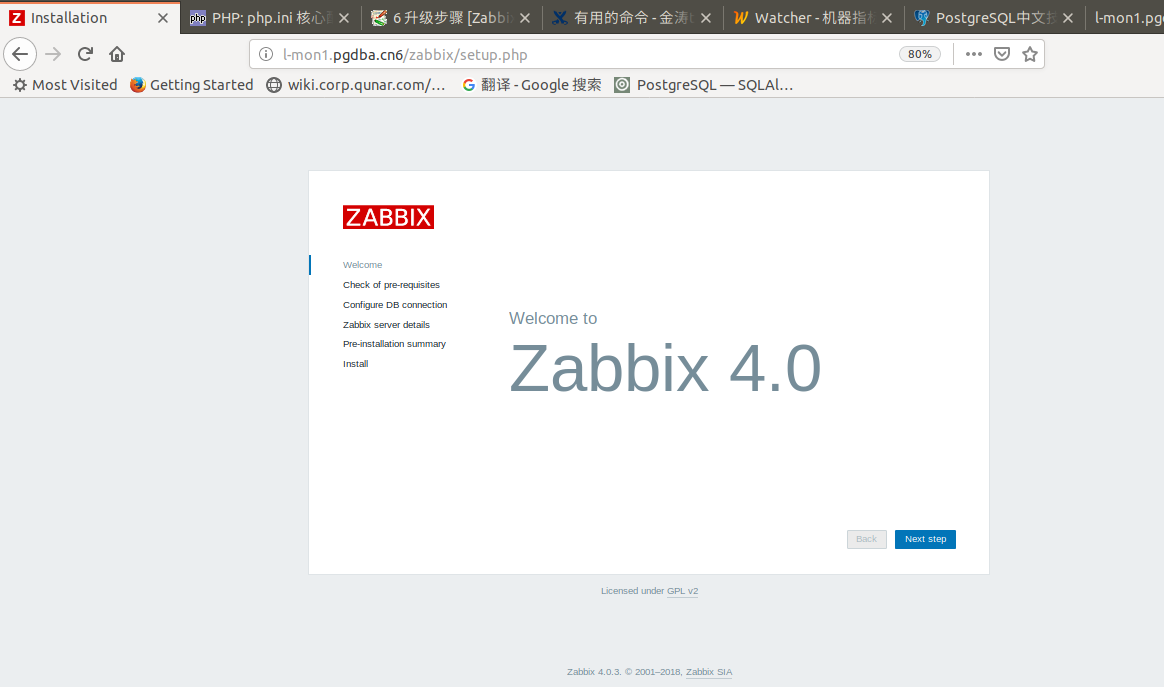 Installation
PHP: php.ini 核心
6 升级步骤 [Zabbi
有用的命令 - 金涛
Watcher - 机器指
PostgreSQL中文
l-mon1.pg
l-mon1.pgdba.cn6/zabbix/setup.php
80%
Most Visited
Getting Started
wiki.corp.qunar.com/…
翻译 - Google 搜索
PostgreSQL — SQLAl…
ZABBIX
Welcome
Check of pre-requisites
Configure DB connection
Zabbix server details
Pre-installation summary
Install
Welcome to
Zabbix 4.0
Back
Next step
Licensed under GPL v2
Zabbix 4.0.3. © 2001–2018, Zabbix SIA